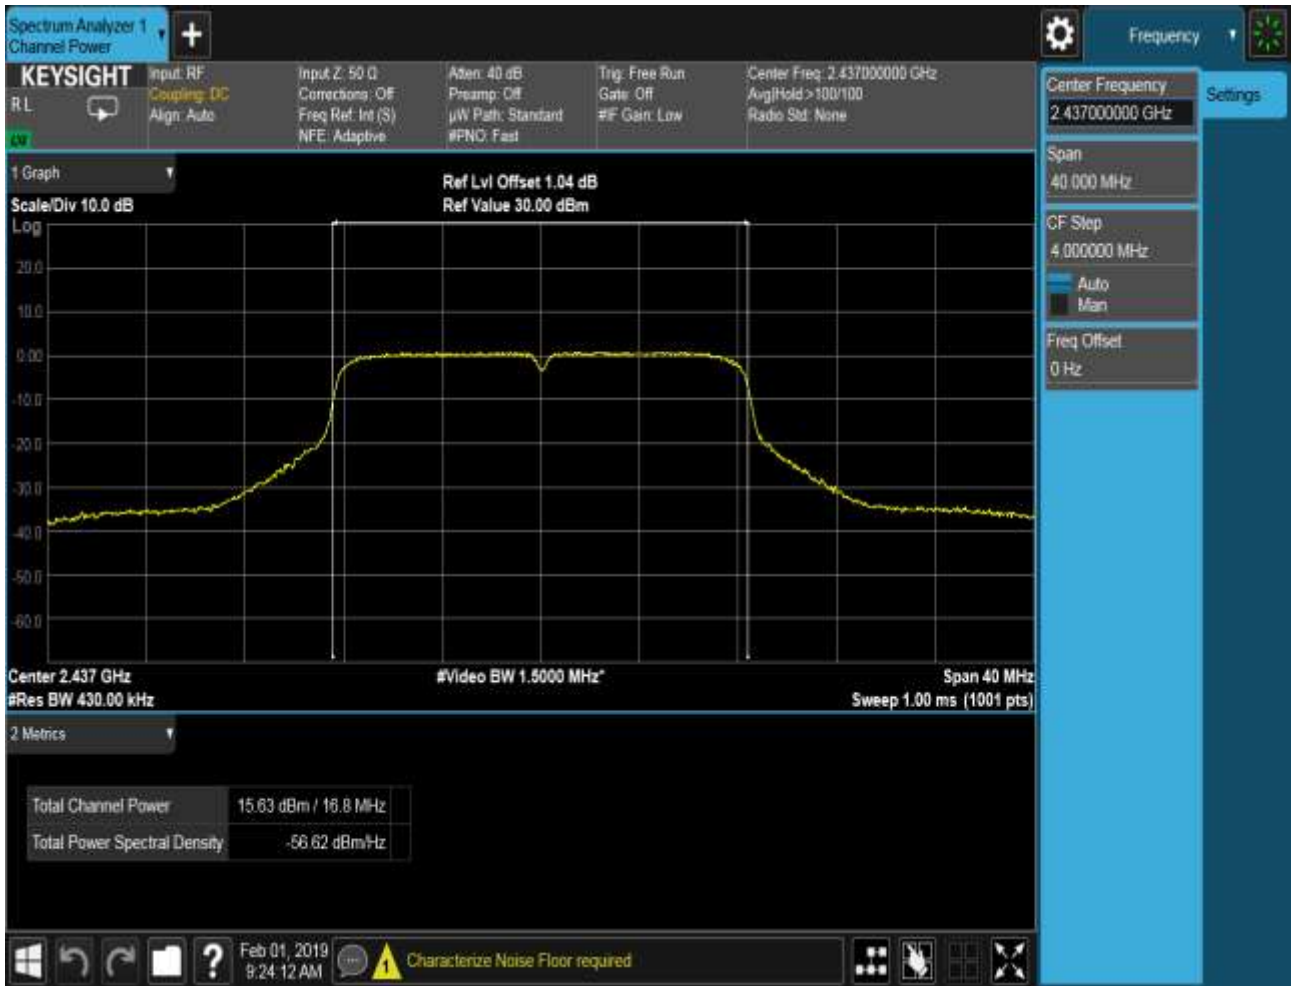 Spectrum Analyzer 1
Channel Power
+
Frequency
KEYSIGHT
R L
Input: RF
Coupling: DC
Align: Auto
Input Z: 50 Ω
Corrections: Off
Freq Ref: Int (S)
NFE: Adaptive
Atten: 40 dB
Preamp: Off
µW Path: Standard
#PNO: Fast
Trig: Free Run
Gate: Off
#IF Gain: Low
Center Freq: 2.437000000 GHz
Avg|Hold:>100/100
Radio Std: None
Center Frequency
2.437000000 GHz
Settings
Span
40.000 MHz
CF Step
4.000000 MHz
Auto
Man
Freq Offset
0 Hz
1 Graph
Scale/Div 10.0 dB
Ref Lvl Offset 1.04 dB
Ref Value 30.00 dBm
Log
20.0
10.0
0.00
-10.0
-20.0
-30.0
-40.0
-50.0
-60.0
Center 2.437 GHz
#Video BW 1.5000 MHz*
Span 40 MHz
#Res BW 430.00 kHz
Sweep 1.00 ms (1001 pts)
2 Metrics
Total Channel Power 15.63 dBm / 16.8 MHz
Total Power Spectral Density -56.62 dBm/Hz
?
Feb 01, 2019
9:24:12 AM
1
Characterize Noise Floor required